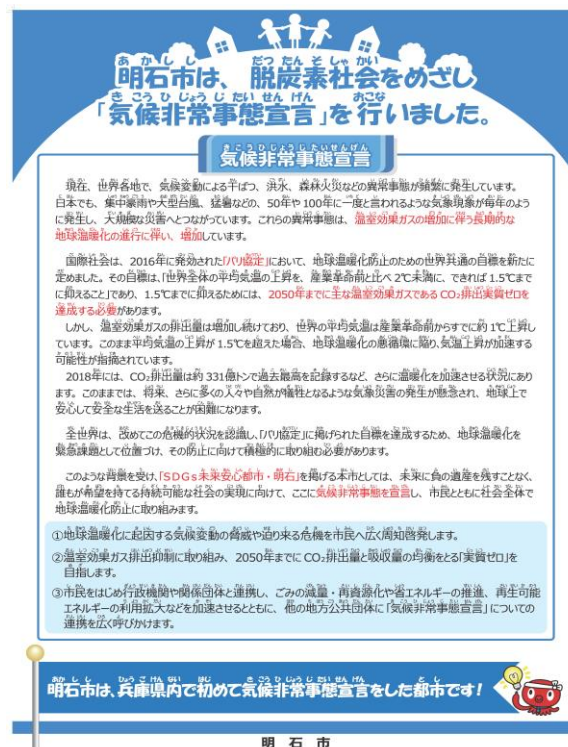 明石市は、脱炭素社会をめざし
「気候非常事態宣言」を行いました。
気候非常事態宣言
現在、世界各地で、気候変動による干ばつ、洪水、森林火災などの異常事態が頻繁に発生しています。
日本でも、集中豪雨や大型台風、猛暑などの、50年や100年に一度と言われるような気象現象が毎年のよう
に発生し、大規模な災害へとつながっています。これらの異常事態は、温室効果ガスの増加に伴う長期的な
地球温暖化の進行に伴い、増加しています。
国際社会は、2016年に発効された「パリ協定」において、地球温暖化防止のための世界共通の目標を新たに
定めました。その目標は、「世界全体の平均気温の上昇を、産業革命前と比べ2℃未満に、できれば1.5℃まで
に抑えること」であり、1.5℃までに抑えるためには、2050年までに主な温室効果ガスであるCO₂排出実質ゼロを
達成する必要があります。
しかし、温室効果ガスの排出量は増加し続けており、世界の平均気温は産業革命前からすでに約1℃上昇し
ています。このまま平均気温の上昇が1.5℃を超えた場合、地球温暖化の悪循環に陥り、気温上昇が加速する
可能性が指摘されています。
2018年には、CO₂排出量は約331億トンで過去最高を記録するなど、さらに温暖化を加速させる状況にあり
ます。このままでは、将来、さらに多くの人々や自然が犠牲となるような気象災害の発生が懸念され、地球上で
安心して安全な生活を送ることが困難になります。
全世界は、改めてこの危機的状況を認識し、「パリ協定」に掲げられた目標を達成するため、地球温暖化を
緊急課題として位置づけ、その防止に向けて積極的に取り組む必要があります。
このような背景を受け、「SDGs未来安心都市・明石」を掲げる本市としては、未来に負の遺産を残すことなく、
誰もが希望を持てる持続可能な社会の実現に向けて、ここに気候非常事態を宣言し、市民とともに社会全体で
地球温暖化防止に取り組みます。
①地球温暖化に起因する気候変動の脅威や迫り来る危機を市民へ広く周知啓発します。
②温室効果ガス排出抑制に取り組み、2050年までにCO₂排出量と吸収量の均衡をとる「実質ゼロ」を
目指します。
③市民をはじめ行政機関や関係団体と連携し、ごみの減量・再資源化や省エネルギーの推進、再生可能
エネルギーの利用拡大などを加速させるとともに、他の地方公共団体に「気候非常事態宣言」についての
連携を広く呼びかけます。
明石市は、兵庫県内で初めて気候非常事態宣言をした都市です!
明石市